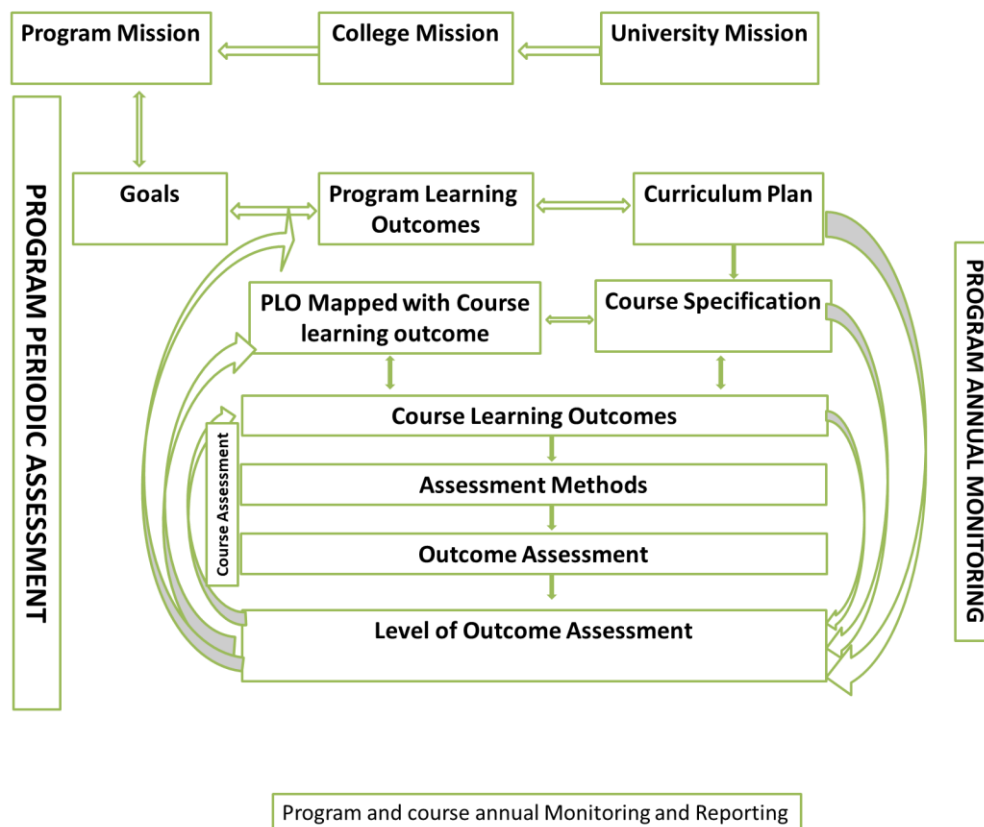 Program Mission
College Mission
University Mission
PROGRAM PERIODIC ASSESSMENT
Goals
Program Learning
Outcomes
Curriculum Plan
PROGRAM ANNUAL MONITORING
PLO Mapped with Course
learning outcome
Course Specification
Course Assessment
Course Learning Outcomes
Assessment Methods
Outcome Assessment
Level of Outcome Assessment
Program and course annual Monitoring and Reporting